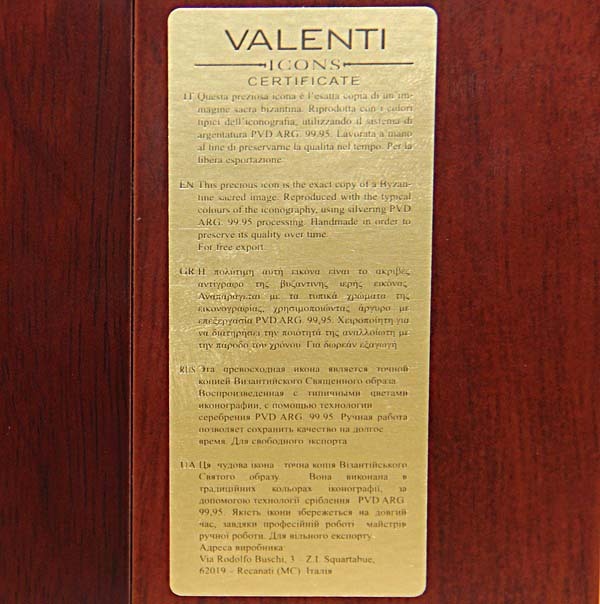 VALENTI
ICONS
CERTIFICATE
IT Questa preziosa icona è l'esatta copia di un'im-
magine sacra bizantina. Riprodotta con i colori
tipici dell'iconografia, utilizzando il sistema di
argentatura PVD ARG. 99.95. Lavorata a mano
al fine di preservarne la qualità nel tempo. Per la
libera esportazione.
EN This precious icon is the exact copy of a Byzan-
tine sacred image. Reproduced with the typical
colours of the iconography, using silvering PVD
ARG. 99.95 processing. Handmade in order to
preserve its quality over time.
For free export.
GR Η πολύτιμη αυτή εικόνα είναι το ακριβές
αντίγραφο της βυζαντινης ιερής εικόνας.
Αναπαράγεται με τα τυπικά χρώματα της
εικονογραφίας, χρησιμοποιώντας άργυρο με
επεξεργασία PVD ARG. 99,95. Χειροποίητη για
να διατηρήσει την ποιότητά της αναλλοίωτη με
την πάροδο του χρόνου. Για δωρεάν εξαγωγή
RUS Эта превосходная икона является точной
копией Византийского Священного образа.
Воспроизведенная с типичными цветами
иконографии, с помощью технологии
серебрения PVD ARG. 99.95. Ручная работа
позволяет сохранить качество на долгое
время. Для свободного экспорта
UA Ця чудова ікона точна копія Візантійського
Святого образу. Вона виконана в
традиційних кольорах іконографії, за
допомогою технології сріблення PVD ARG
99,95. Якість ікони збережеться на довгий
час, завдяки професійній роботі майстрів
ручної роботи. Для вільного експорту.
Адреса виробника:
Via Rodolfo Buschi, 3 - Z.I. Squartabue,
62019 – Recanati (MC) Італія